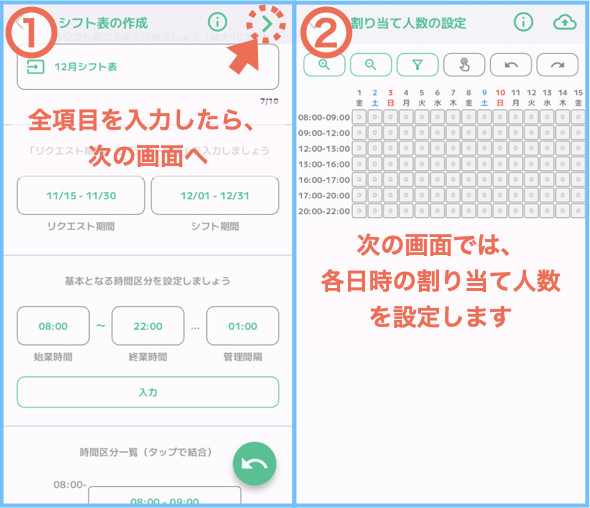 ①
シフト表の作成
12月シフト表
7/10
全項目を入力したら、
次の画面へ
11/15 - 11/30
12/01 - 12/31
リクエスト期間
シフト期間
基本となる時間区分を設定しましょう
08:00
～
22:00
...
01:00
始業時間
終業時間
管理間隔
入力
時間区分一覧（タップで結合）
08:00-
08:00 - 09:00
②
割り当て人数の設定
1 2 3 4 5 6 7 8 9 10 11 12 13 14 15
金 土 日 月 火 水 木 金 土 日 月 火 水 木 金
08:00-09:00 0 0 0 0 0 0 0 0 0 0 0 0 0 0 0
09:00-12:00 0 0 0 0 0 0 0 0 0 0 0 0 0 0 0
12:00-13:00 0 0 0 0 0 0 0 0 0 0 0 0 0 0 0
13:00-16:00 0 0 0 0 0 0 0 0 0 0 0 0 0 0 0
16:00-17:00 0 0 0 0 0 0 0 0 0 0 0 0 0 0 0
17:00-20:00 0 0 0 0 0 0 0 0 0 0 0 0 0 0 0
20:00-22:00 0 0 0 0 0 0 0 0 0 0 0 0 0 0 0
次の画面では、
各日時の割り当て人数
を設定します